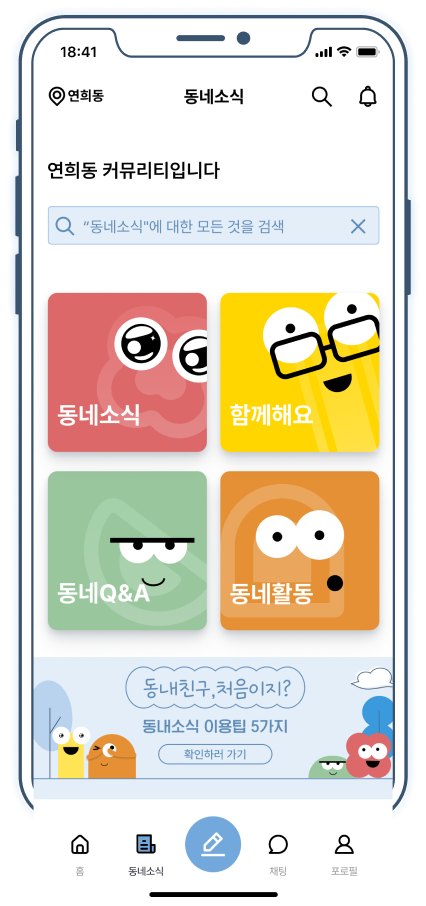 18:41
연희동
동네소식
연희동 커뮤리티입니다
“동네소식"에 대한 모든 것을 검색
동네소식
함께해요
동네Q&A
동네활동
동내친구,처음이지?
동내소식 이용팁 5가지
확인하러 가기
홈
동네소식
채팅
포로필